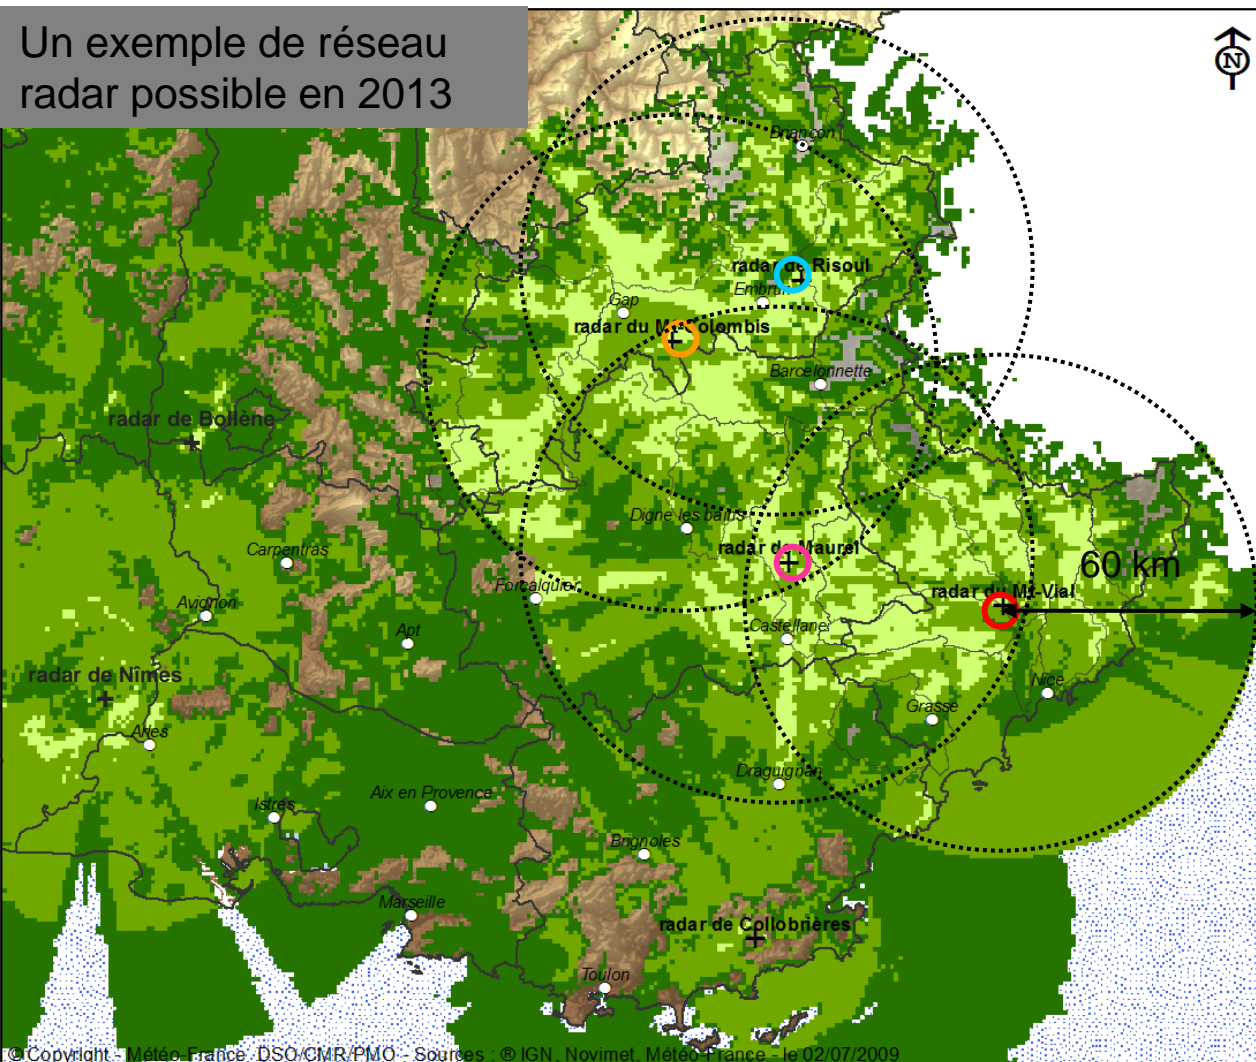 Un exemple de réseau
radar possible en 2013
N
Briançon
radar de Risoul
Embrun
Gap
radar du Mt-Colombis
Barcelonnette
radar de Bollène
Digne les bains
radar de Maurel
Carpentras
60 km
Forcalquier
radar du Mt-Vial
Avignon
Castellane
Apt
radar de Nîmes
Nice
Grasse
Arles
Draguignan
Aix en Provence
Istres
Brignoles
Marseille
radar de Collobrières
Toulon
© Copyright - Météo-France, DSO/CMR/PMO - Sources : ® IGN, Novimet, Météo-France - le 02/07/2009